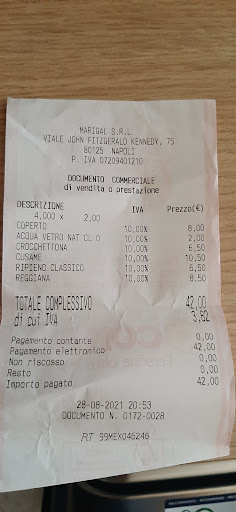 MARIGAL S.R.L.
VIALE JOHN FITZGERALD KENNEDY, 75
80125 NAPOLI
P. IVA 07209401210
DOCUMENTO COMMERCIALE
di vendita o prestazione
DESCRIZIONE IVA Prezzo(€)
4,000 x 2,00
COPERTO 10,00% 8,00
ACQUA VETRO NAT CL 0 10,00% 2,00
CROCCHETTONA 10,00% 6,50
CUSAME 10,00% 10,50
RIPIENO CLASSICO 10,00% 6,50
REGGIANA 10,00% 8,50
TOTALE COMPLESSIVO 42,00
di cui IVA 3,82
Pagamento contante 0,00
Pagamento elettronico 42,00
Non riscosso 0,00
Resto 0,00
Importo pagato 42,00
28-08-2021 20:53
DOCUMENTO N. 0172-0028
RT 99MEX046246